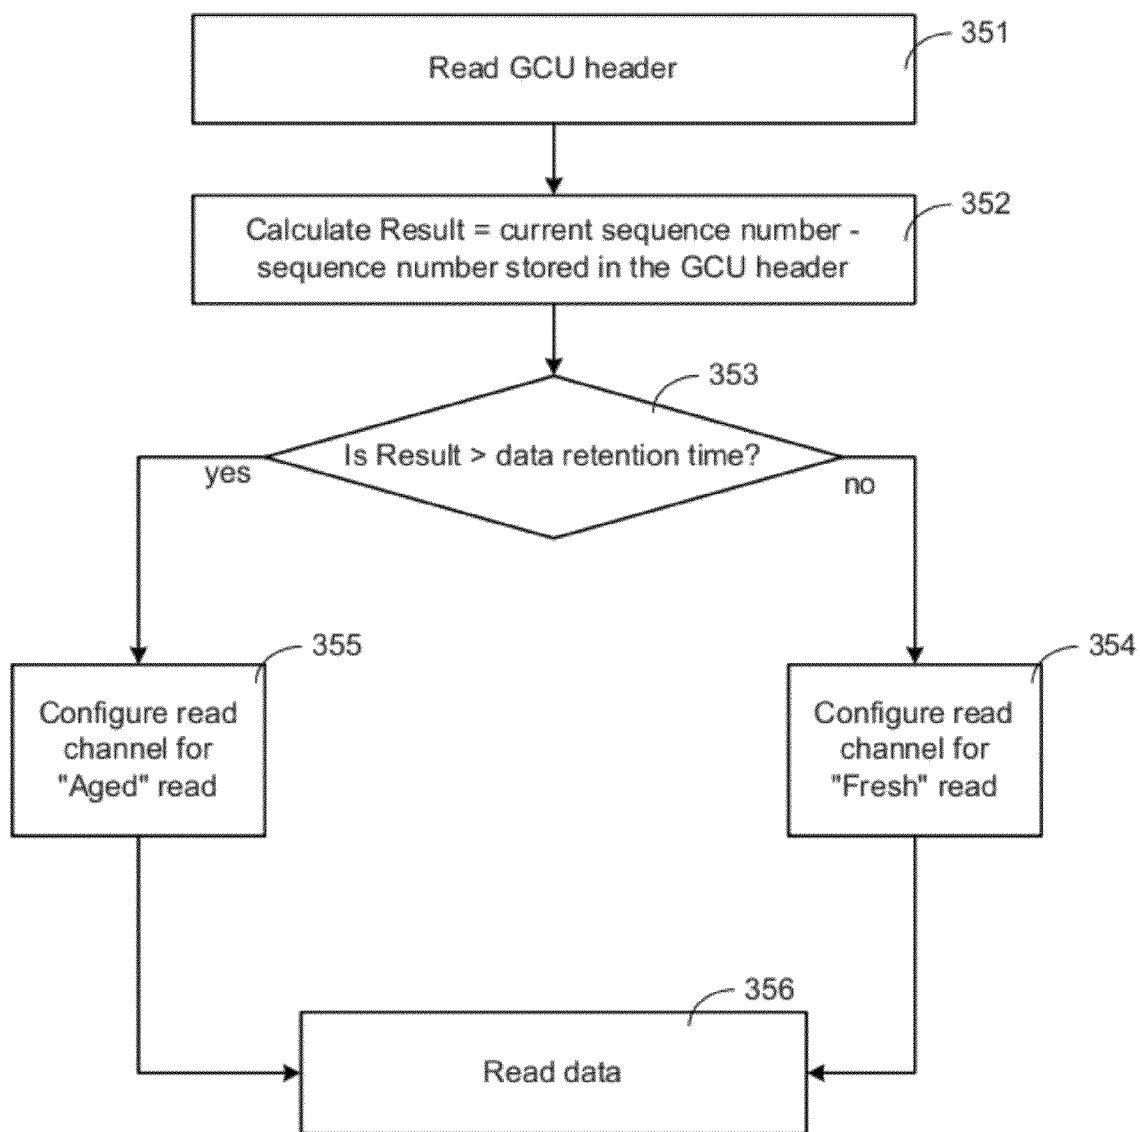 351
Read GCU header
352
Calculate Result = current sequence number -
sequence number stored in the GCU header
353
Is Result > data retention time?
yes
no
355
354
Configure read
channel for
"Aged" read
Configure read
channel for
"Fresh" read
356
Read data